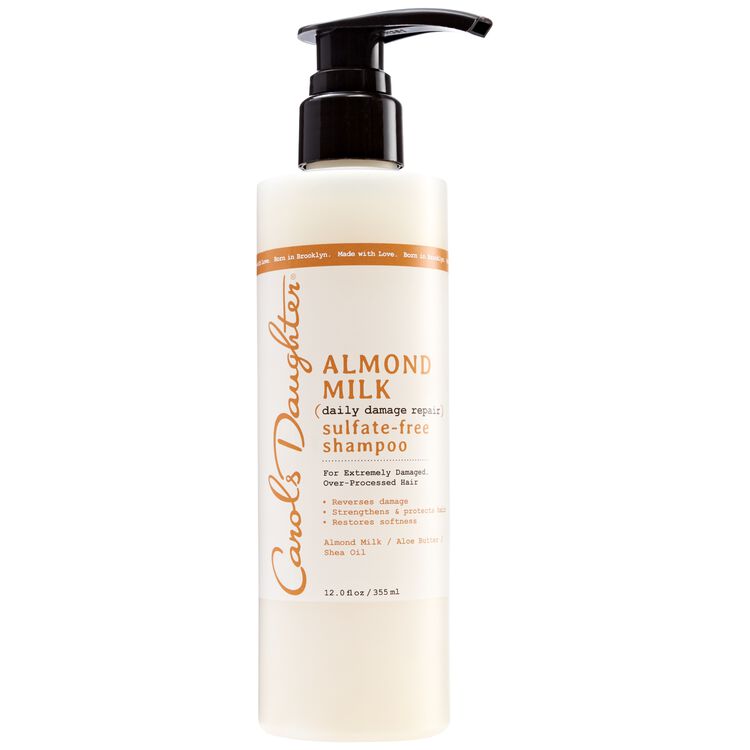 with Love. Born in Brooklyn. Made with Love. Born in Brooklyn.
Carol's Daughter®
ALMOND
MILK
(daily damage repair)
sulfate-free
shampoo
For Extremely Damaged,
Over-Processed Hair
• Reverses damage
• Strengthens & protects hair
• Restores softness
Almond Milk / Aloe Butter /
Shea Oil
12.0 fl oz / 355 ml